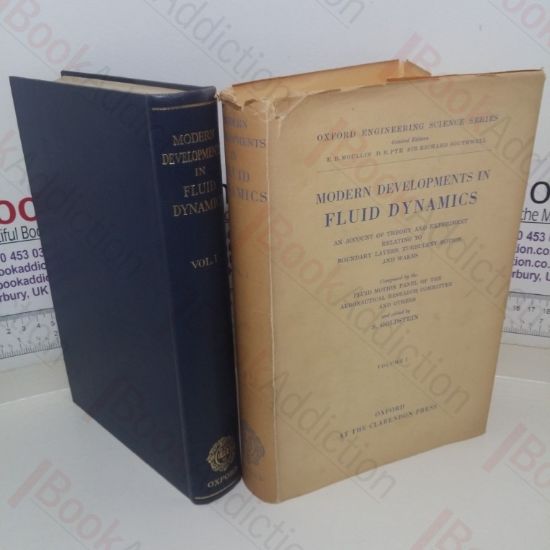 MODERN
DEVELOPMENTS
IN
FLUID
DYNAMICS
VOL. I
OXFORD
OXFORD ENGINEERING SCIENCE SERIES
General Editors
E. B. MOULLIN D. R. PYE SIR RICHARD SOUTHWELL
MODERN DEVELOPMENTS IN
FLUID DYNAMICS
AN ACCOUNT OF THEORY AND EXPERIMENT
RELATING TO
BOUNDARY LAYERS, TURBULENT MOTION
AND WAKES
Composed by the
FLUID MOTION PANEL OF THE
AERONAUTICAL RESEARCH COMMITTEE
AND OTHERS
and edited by
S. GOLDSTEIN
VOLUME I
OXFORD
AT THE CLARENDON PRESS
BookAddiction